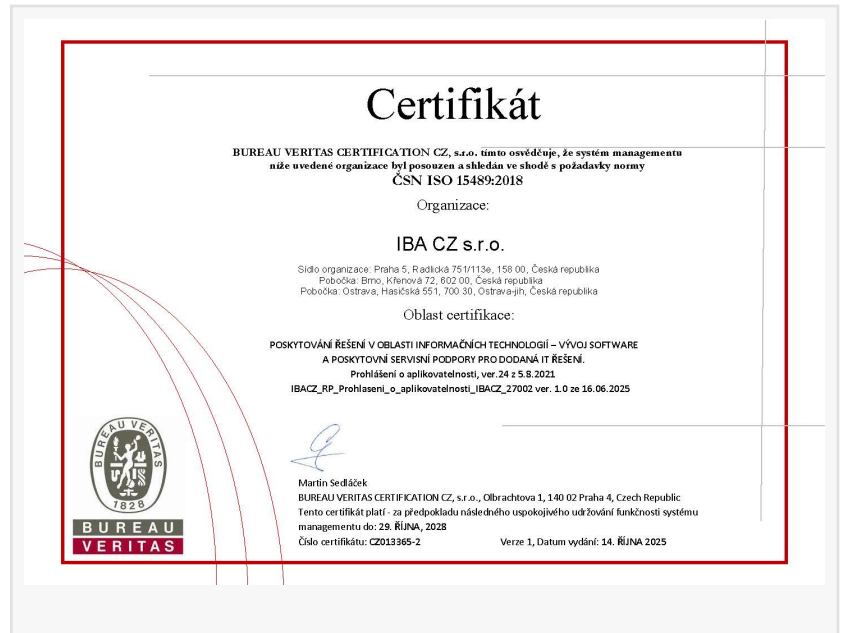 Certifikát
BUREAU VERITAS CERTIFICATION CZ, s.r.o. tímto osvědčuje, že systém managementu
níže uvedené organizace byl posouzen a shledán ve shodě s požadavky normy
ČSN ISO 15489:2018
Organizace:
IBA CZ s.r.o.
Sídlo organizace: Praha 5, Radlická 751/113e, 158 00, Česká republika
Pobočka: Brno, Křenová 72, 602 00, Česká republika
Pobočka: Ostrava, Hasičská 551, 700 30, Ostrava-jih, Česká republika
Oblast certifikace:
POSKYTOVÁNÍ ŘEŠENÍ V OBLASTI INFORMAČNÍCH TECHNOLOGIÍ – VÝVOJ SOFTWARE
A POSKYTOVNÍ SERVISNÍ PODPORY PRO DODANÁ IT ŘEŠENÍ.
Prohlášení o aplikovatelnosti, ver.24 z 5.8.2021
IBACZ_RP_Prohlaseni_o_aplikovatelnosti_IBACZ_27002 ver. 1.0 ze 16.06.2025
BUREAU VERITAS
1828
BUREAU
VERITAS
Martin Sedláček
BUREAU VERITAS CERTIFICATION CZ, s.r.o., Olbrachtova 1, 140 02 Praha 4, Czech Republic
Tento certifikát platí - za předpokladu následného uspokojivého udržování funkčnosti systému
managementu do: 29. ŘÍJNA, 2028
Číslo certifikátu: CZ013365-2 Verze 1, Datum vydání: 14. ŘÍJNA 2025